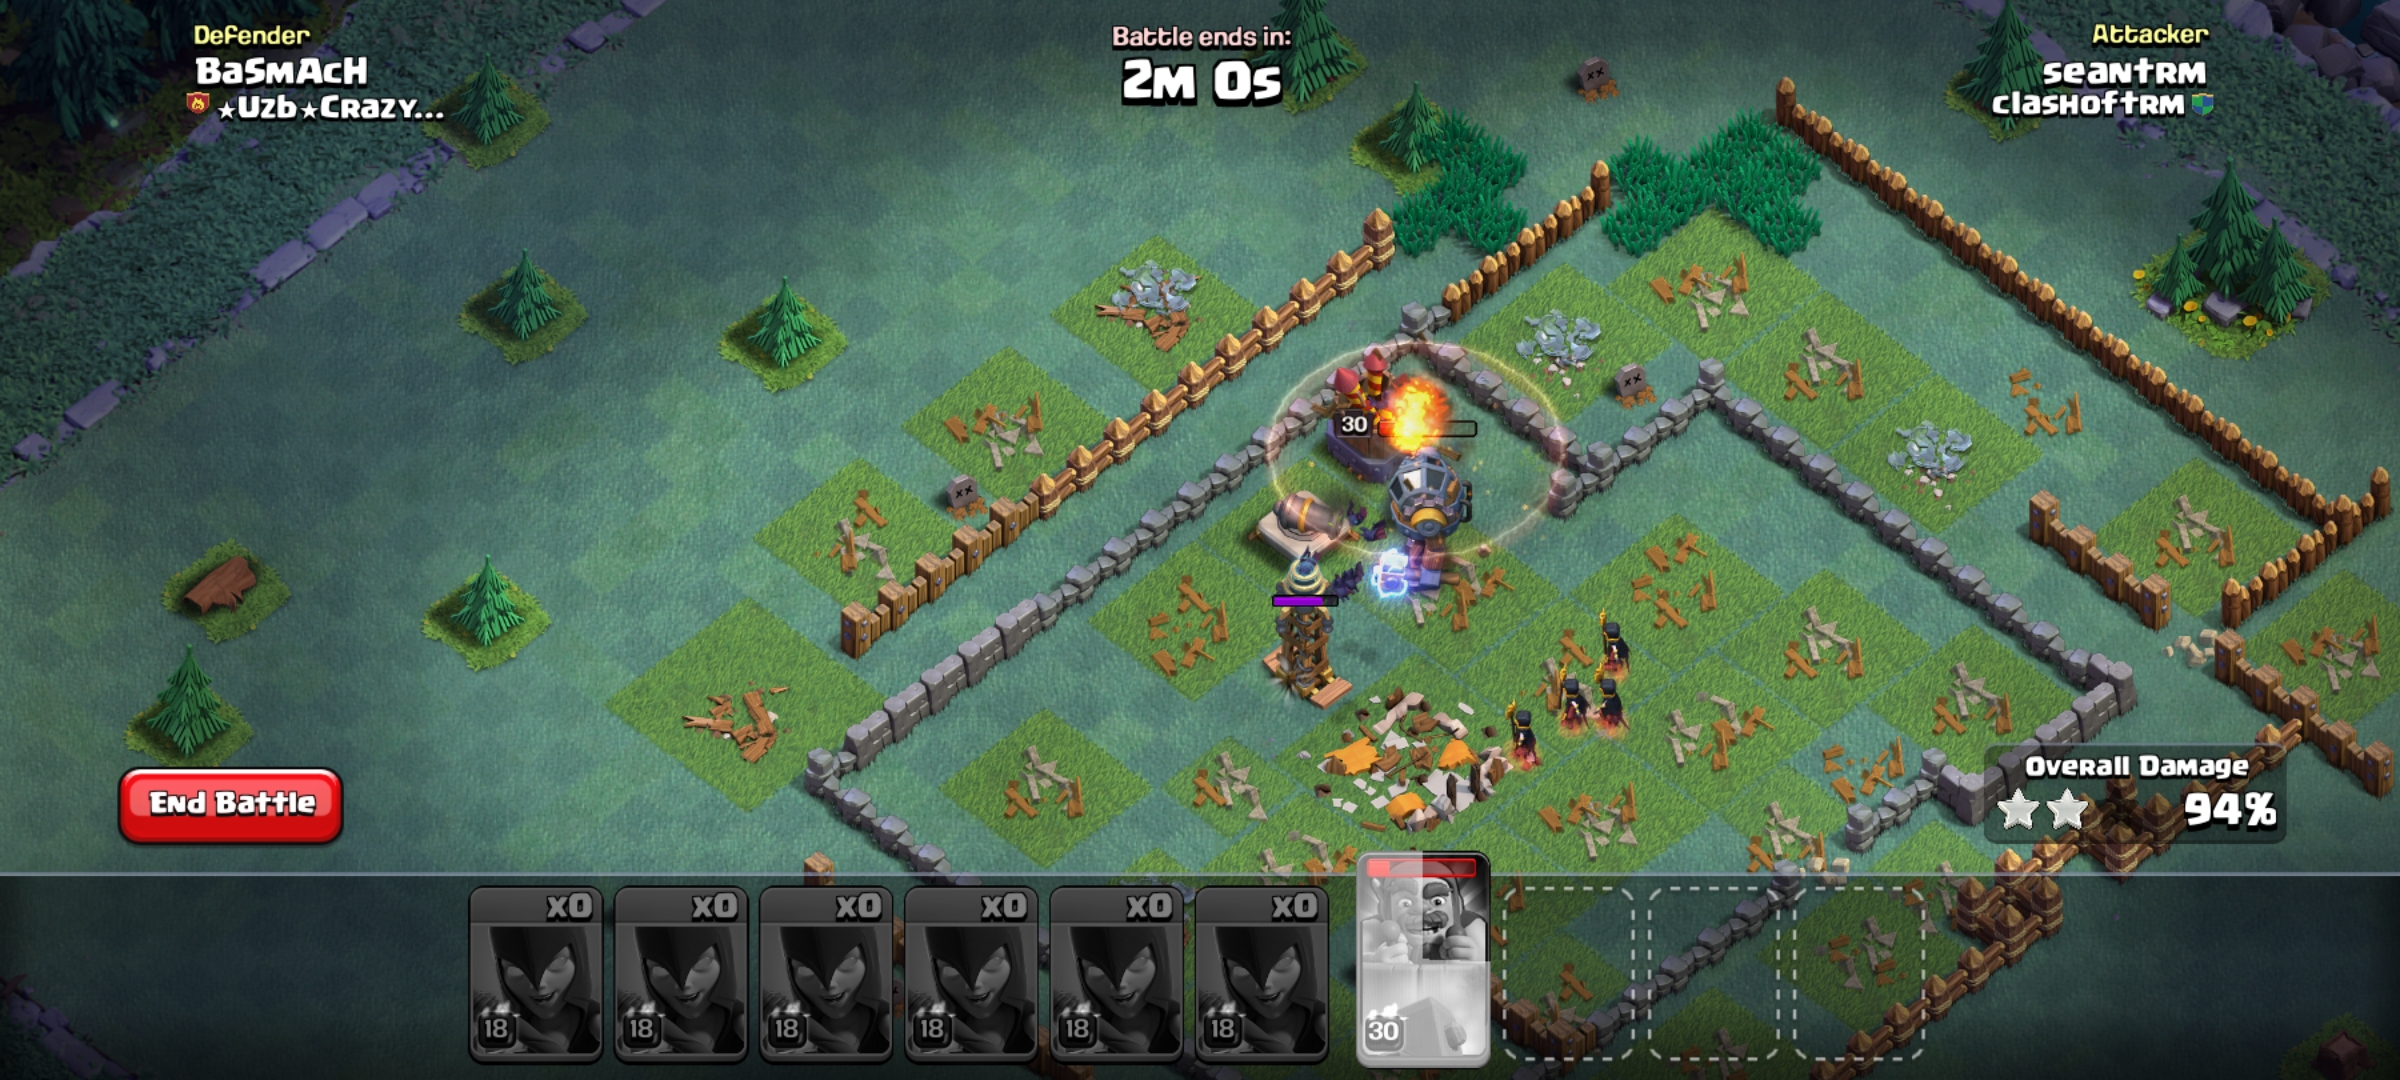 Defender
BaSmAcH
★Uzb★Crazy...
Battle ends in:
2M 0s
Attacker
seantRM
clashoftRM
30
End Battle
Overall Damage
94%
x0
x0
x0
x0
x0
x0
18
18
18
18
18
18
30